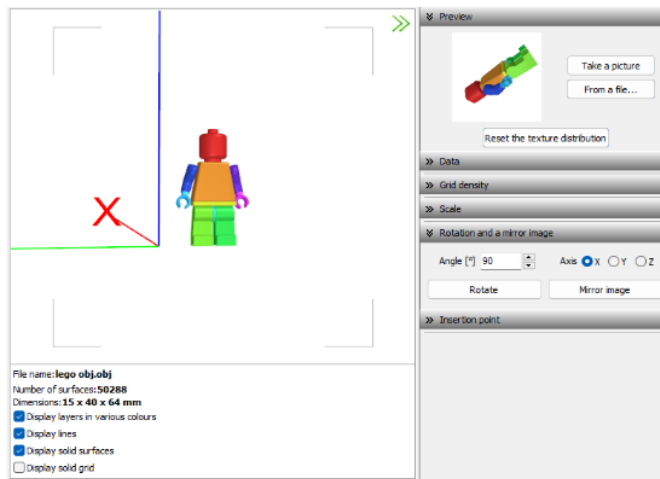 X
File name:lego obj.obj
Number of surfaces:50288
Dimensions:15 x 40 x 64 mm
Display layers in various colours
Display lines
Display solid surfaces
Display solid grid
Preview
Take a picture
From a file...
Reset the texture distribution
Data
Grid density
Scale
Rotation and a mirror image
Angle [°] 90 Axis X Y Z
Rotate Mirror image
Insertion point